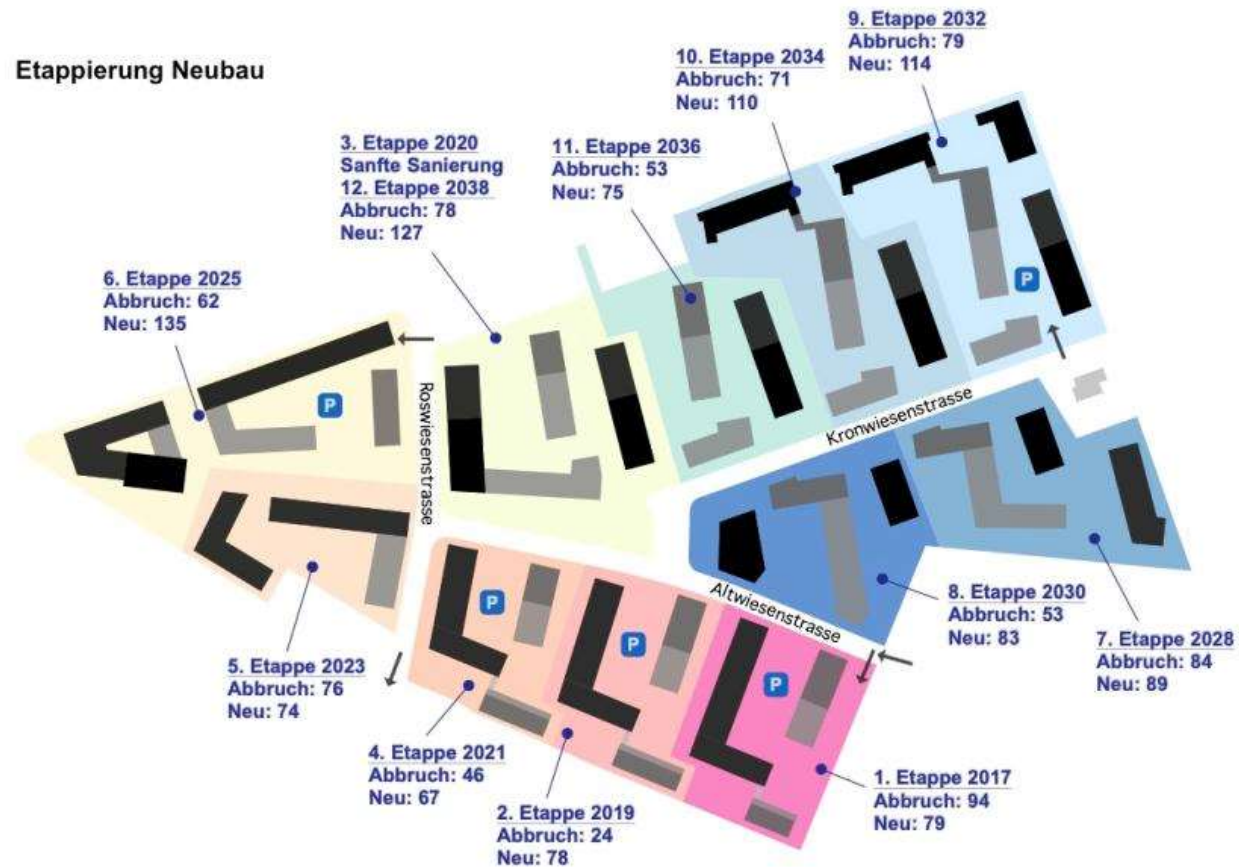 Etappierung Neubau
9. Etappe 2032
Abbruch: 79
Neu: 114
10. Etappe 2034
Abbruch: 71
Neu: 110
3. Etappe 2020
Sanfte Sanierung
12. Etappe 2038
Abbruch: 78
Neu: 127
11. Etappe 2036
Abbruch: 53
Neu: 75
6. Etappe 2025
Abbruch: 62
Neu: 135
P
P
Roswiesenstrasse
Kronwiesenstrasse
Altwiesenstrasse
P
P
P
8. Etappe 2030
Abbruch: 53
Neu: 83
7. Etappe 2028
Abbruch: 84
Neu: 89
5. Etappe 2023
Abbruch: 76
Neu: 74
4. Etappe 2021
Abbruch: 46
Neu: 67
2. Etappe 2019
Abbruch: 24
Neu: 78
1. Etappe 2017
Abbruch: 94
Neu: 79